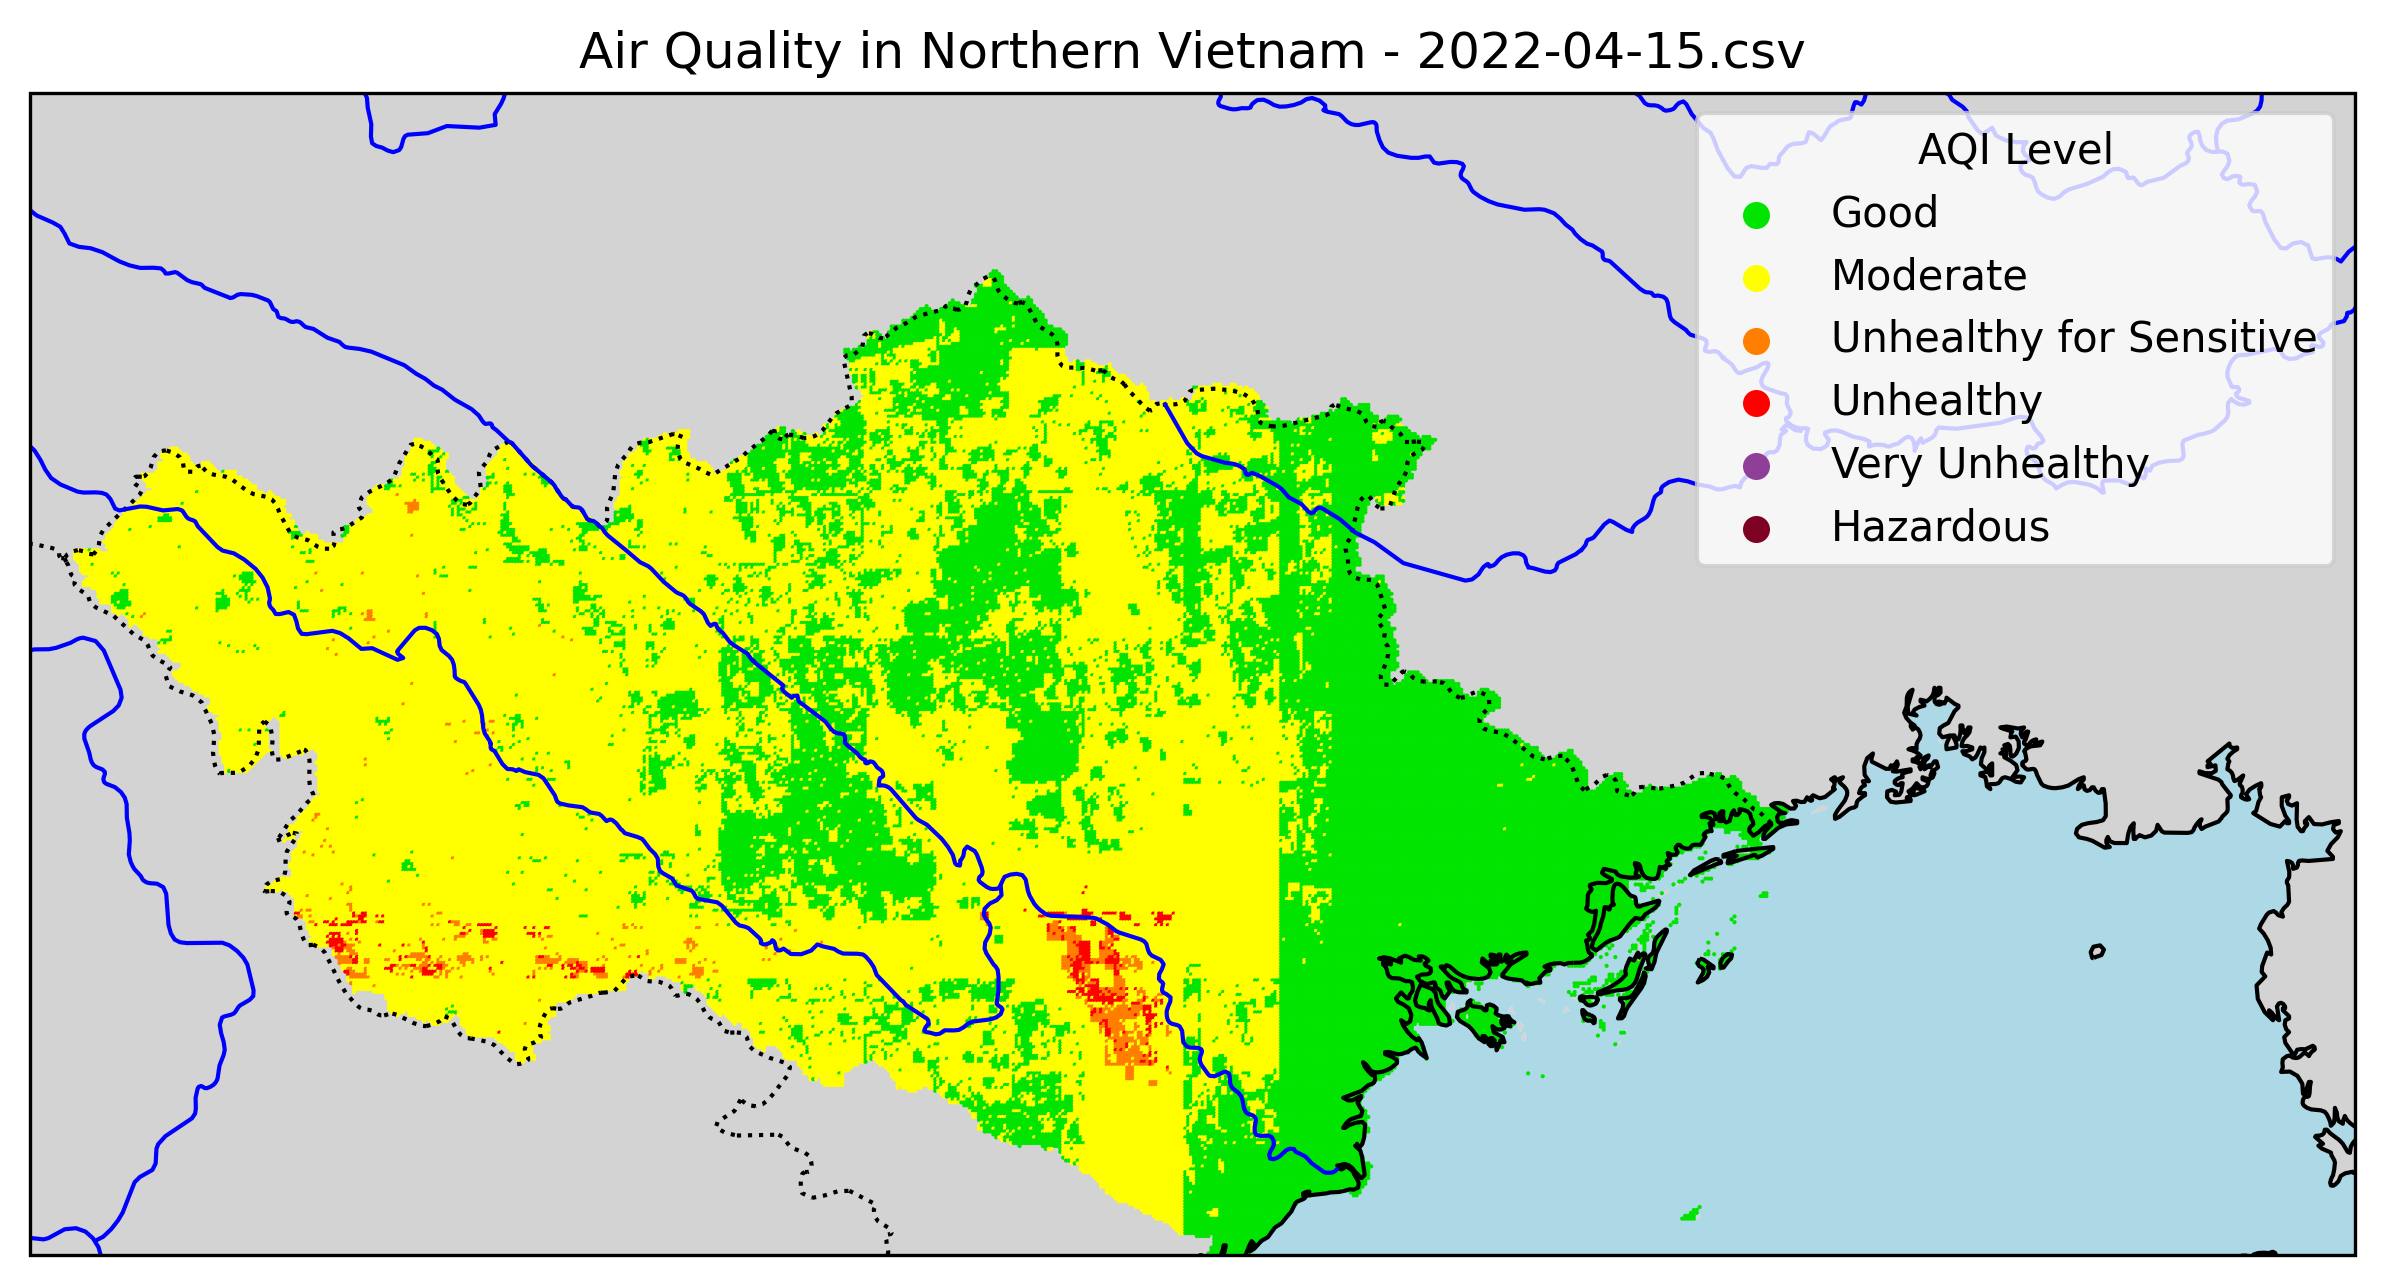 Air Quality in Northern Vietnam - 2022-04-15.csv
AQI Level
Good
Moderate
Unhealthy for Sensitive
Unhealthy
Very Unhealthy
Hazardous